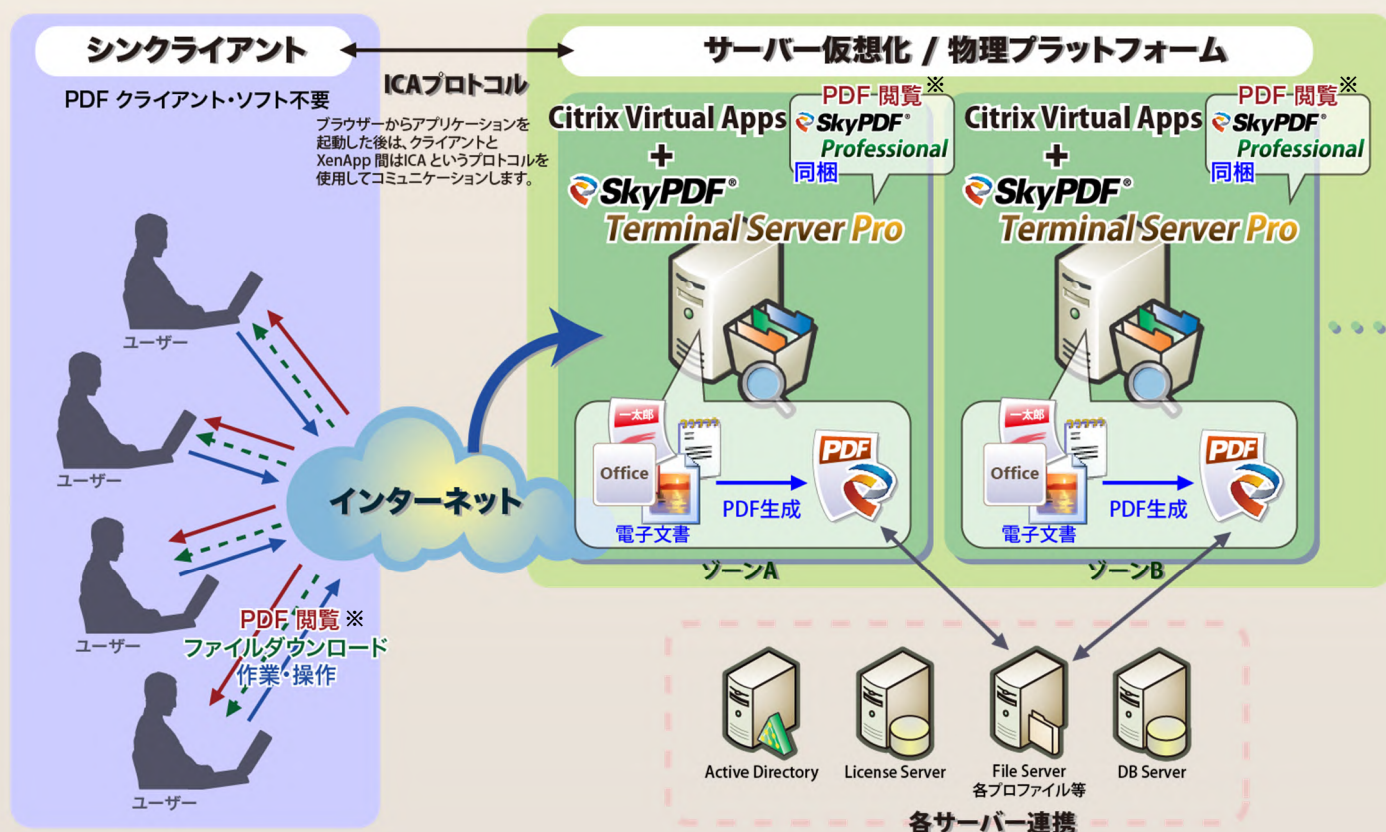 シンクライアント
PDF クライアント・ソフト不要
ICAプロトコル
ブラウザーからアプリケーションを
起動した後は、クライアントと
XenApp 間はICA というプロトコルを
使用してコミュニケーションします。
サーバー仮想化 / 物理プラットフォーム
Citrix Virtual Apps
+
SkyPDF®
Terminal Server Pro
PDF 閲覧※
SkyPDF®
Professional
同梱
一太郎
Office
電子文書
PDF生成
PDF
ゾーンA
Citrix Virtual Apps
+
SkyPDF®
Terminal Server Pro
PDF 閲覧※
SkyPDF®
Professional
同梱
一太郎
Office
電子文書
PDF生成
PDF
ゾーンB
ユーザー
ユーザー
ユーザー
ユーザー
インターネット
PDF 閲覧 ※
ファイルダウンロード
作業・操作
Active Directory
License Server
File Server
各プロファイル等
DB Server
各サーバー連携